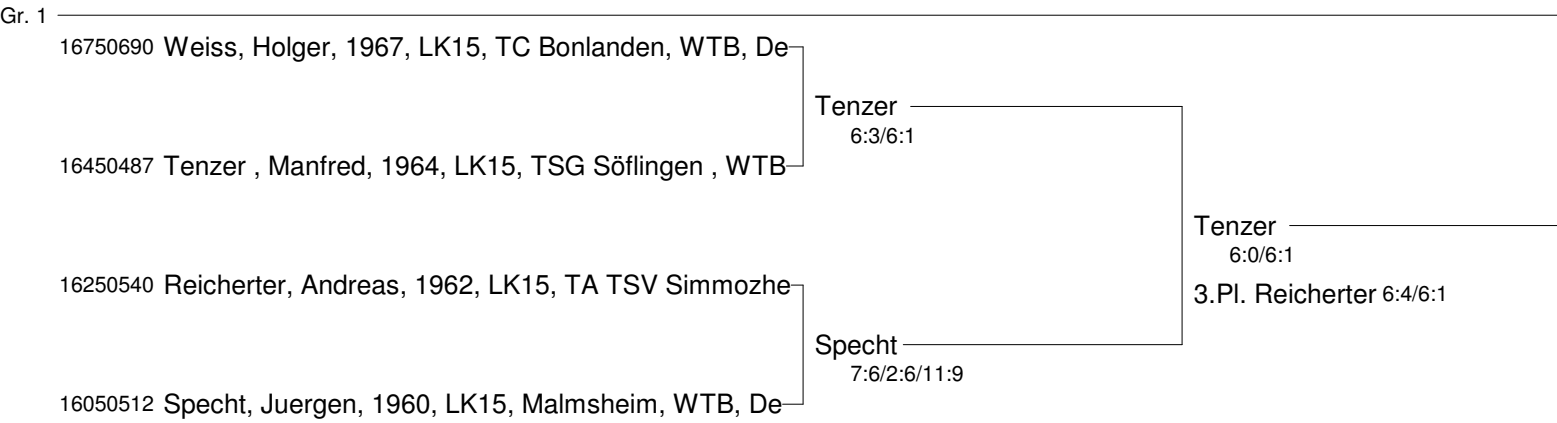 Gr. 1
16750690 Weiss, Holger, 1967, LK15, TC Bonlanden, WTB, De
Tenzer
6:3/6:1
16450487 Tenzer , Manfred, 1964, LK15, TSG Söflingen , WTB
Tenzer
6:0/6:1
16250540 Reicherter, Andreas, 1962, LK15, TA TSV Simmozhe
3.Pl. Reicherter 6:4/6:1
Specht
7:6/2:6/11:9
16050512 Specht, Juergen, 1960, LK15, Malmsheim, WTB, De